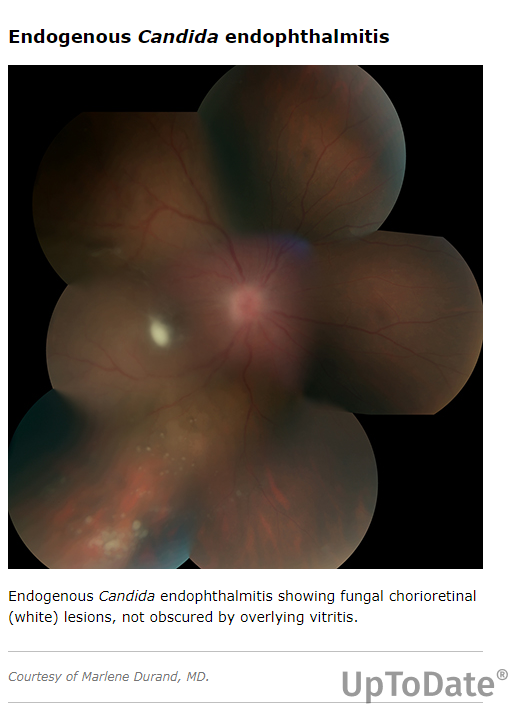 Endogenous Candida endophthalmitis
Endogenous Candida endophthalmitis showing fungal chorioretinal
(white) lesions, not obscured by overlying vitritis.
Courtesy of Marlene Durand, MD.
UpToDate®